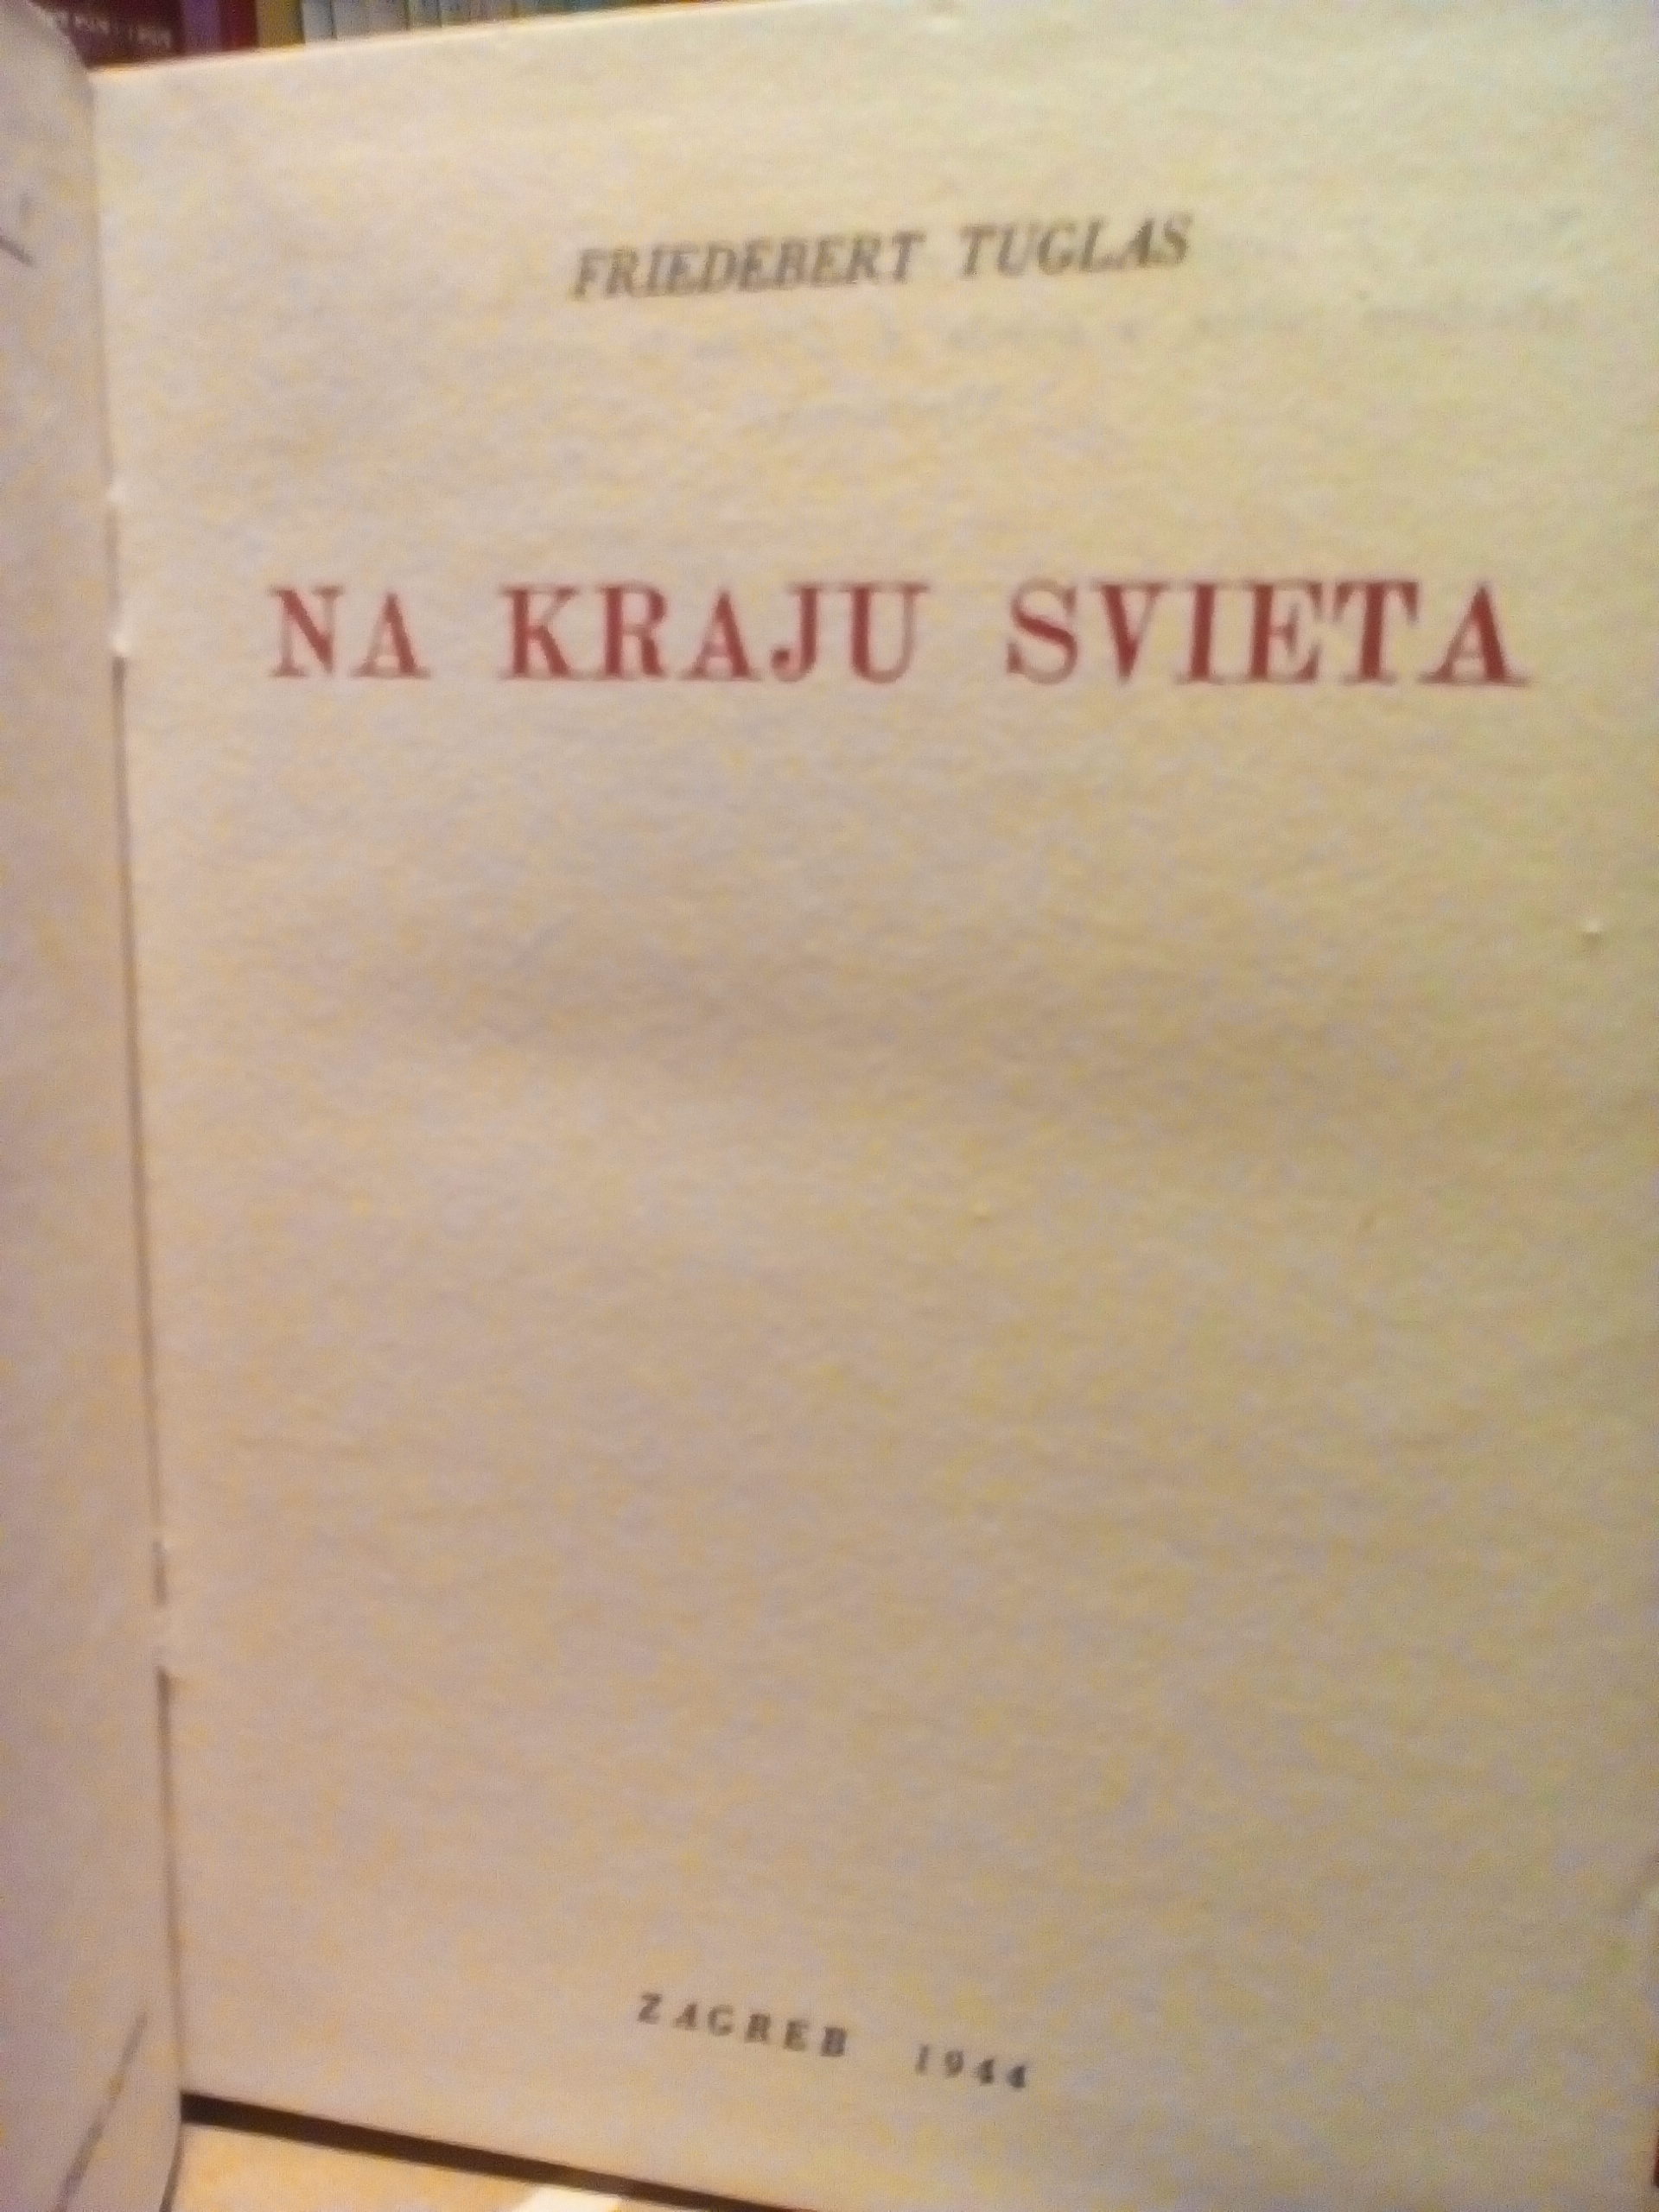 FRIEDEBERT TUGLAS
NA KRAJU SVIETA
ZAGREB 1944